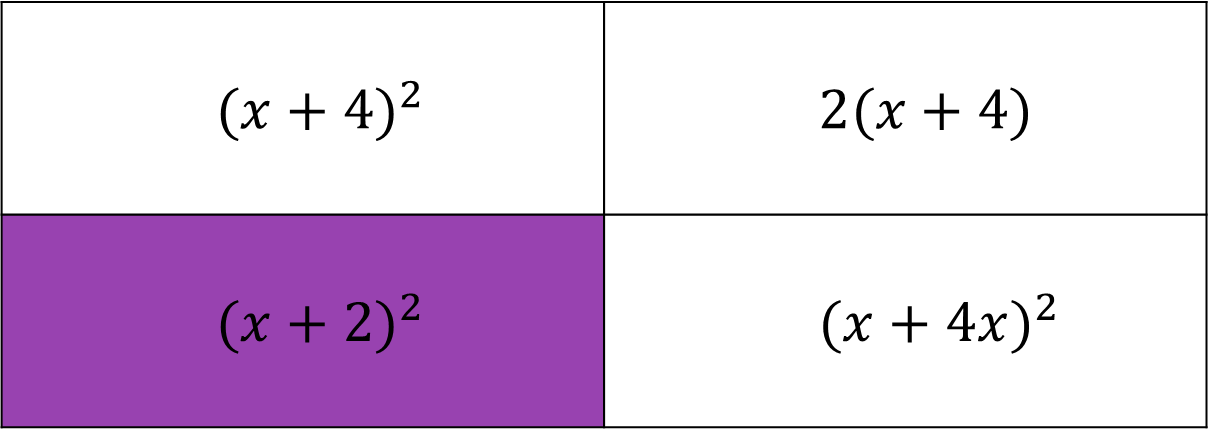 (x + 4)² 2(x + 4)
(x + 2)² (x + 4x)²